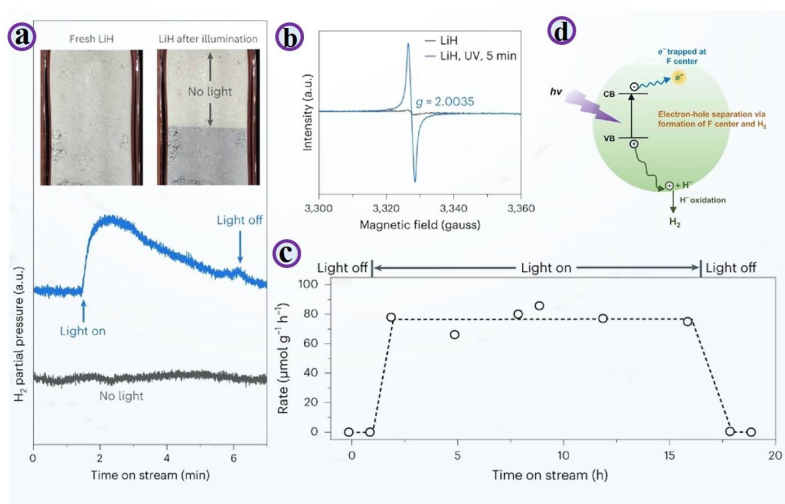 a
Fresh LiH
LiH after illumination
No light
H₂ partial pressure (a.u.)
Light on
Light off
No light
0
2
4
6
Time on stream (min)
b
LiH
LiH, UV, 5 min
g = 2.0035
Intensity (a.u.)
3,300
3,320
3,340
3,360
Magnetic field (gauss)
d
e⁻ trapped at
F center
e⁻
CB
hv
Electron-hole separation via
formation of F center and H₂
VB
+ H⁻
H⁻ oxidation
H₂
c
Light off
Light on
Light off
Rate (μmol g⁻¹ h⁻¹)
100
80
60
40
20
0
0
5
10
15
20
Time on stream (h)